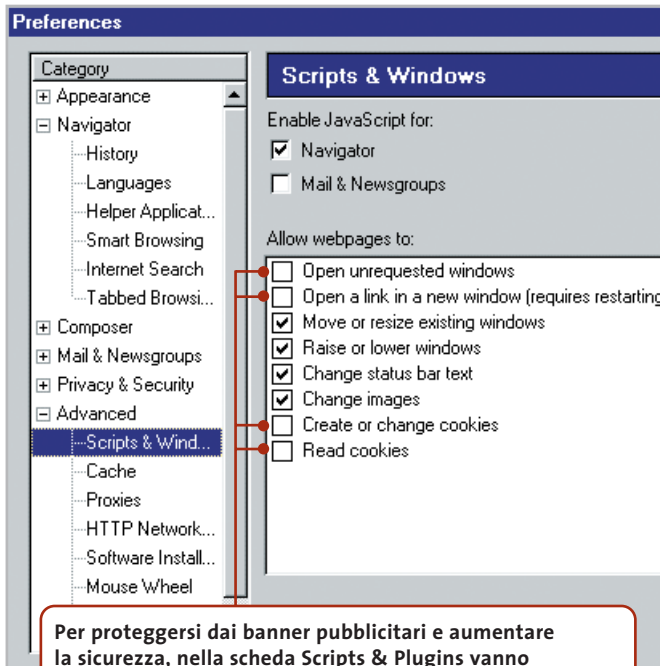 Preferences
Category
Appearance
Navigator
History
Languages
Helper Applicat...
Smart Browsing
Internet Search
Tabbed Browsi...
Composer
Mail & Newsgroups
Privacy & Security
Advanced
Scripts & Wind...
Cache
Proxies
HTTP Network...
Software Install...
Mouse Wheel
Scripts & Windows
Enable JavaScript for:
Navigator
Mail & Newsgroups
Allow webpages to:
Open unrequested windows
Open a link in a new window (requires restarting
Move or resize existing windows
Raise or lower windows
Change status bar text
Change images
Create or change cookies
Read cookies
Per proteggersi dai banner pubblicitari e aumentare
la sicurezza, nella scheda Scripts & Plugins vanno